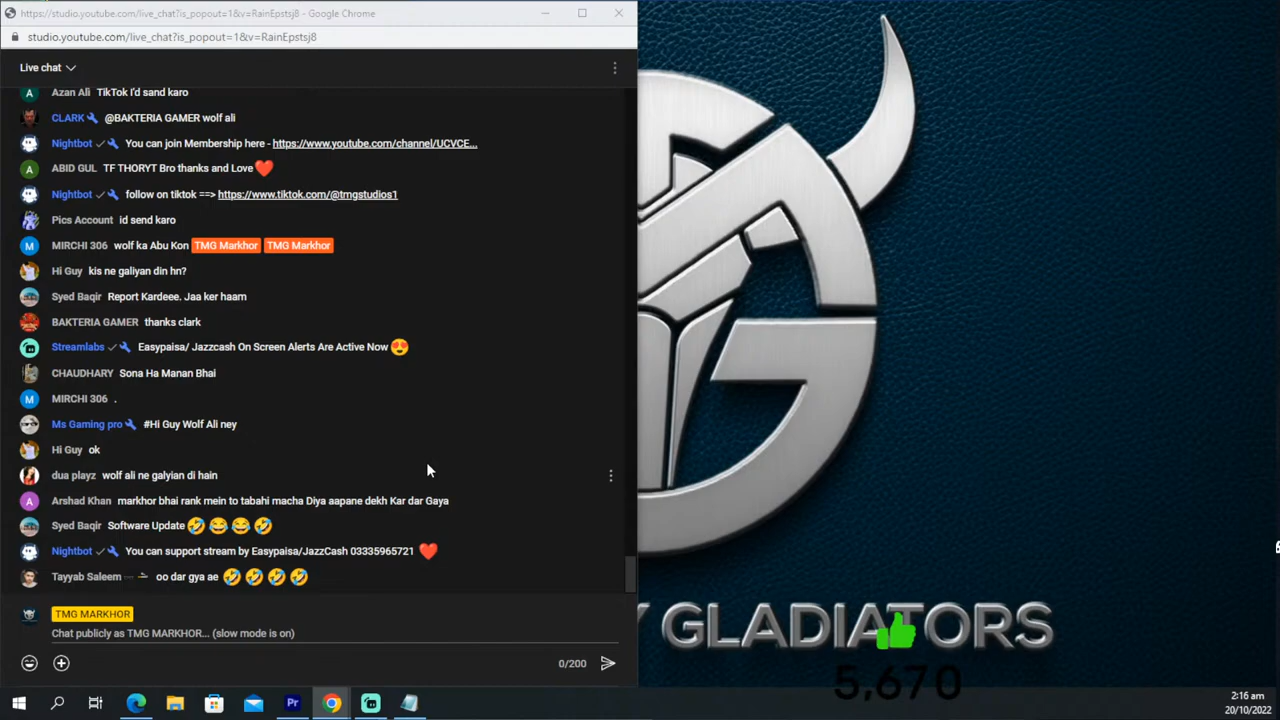 https://studio.youtube.com/live_chat?is_popout=1&v=RainEpstsj8 - Google Chrome
studio.youtube.com/live_chat?is_popout=1&v=RainEpstsj8
Live chat
Azan Ali TikTok I'd sand karo
CLARK @BAKTERIA GAMER wolf ali
Nightbot You can join Membership here - https://www.youtube.com/channel/UCVCE...
ABID GUL TF THORYT Bro thanks and Love❤️
Nightbot follow on tiktok ==> https://www.tiktok.com/@tmgstudios1
Pics Account id send karo
MIRCHI 306 wolf ka Abu Kon TMG Markhor TMG Markhor
Hi Guy kis ne galiyan din hn?
Syed Baqir Report Kardeee. Jaa ker haam
BAKTERIA GAMER thanks clark
Streamlabs Easypaisa/ Jazzcash On Screen Alerts Are Active Now 😍
CHAUDHARY Sona Ha Manan Bhai
MIRCHI 306 .
Ms Gaming pro #Hi Guy Wolf Ali ney
Hi Guy ok
dua playz wolf ali ne galyian di hain
Arshad Khan markhor bhai rank mein to tabahi macha Diya aapane dekh Kar dar Gaya
Syed Baqir Software Update 🤣😂😂🤣
Nightbot You can support stream by Easypaisa/JazzCash 03335965721 ❤️
Tayyab Saleem oo dar gya ae 🤣🤣🤣🤣
TMG MARKHOR
Chat publicly as TMG MARKHOR... (slow mode is on)
0/200
Y GLADIATORS
5,670
Pr
2:16 am
20/10/2022